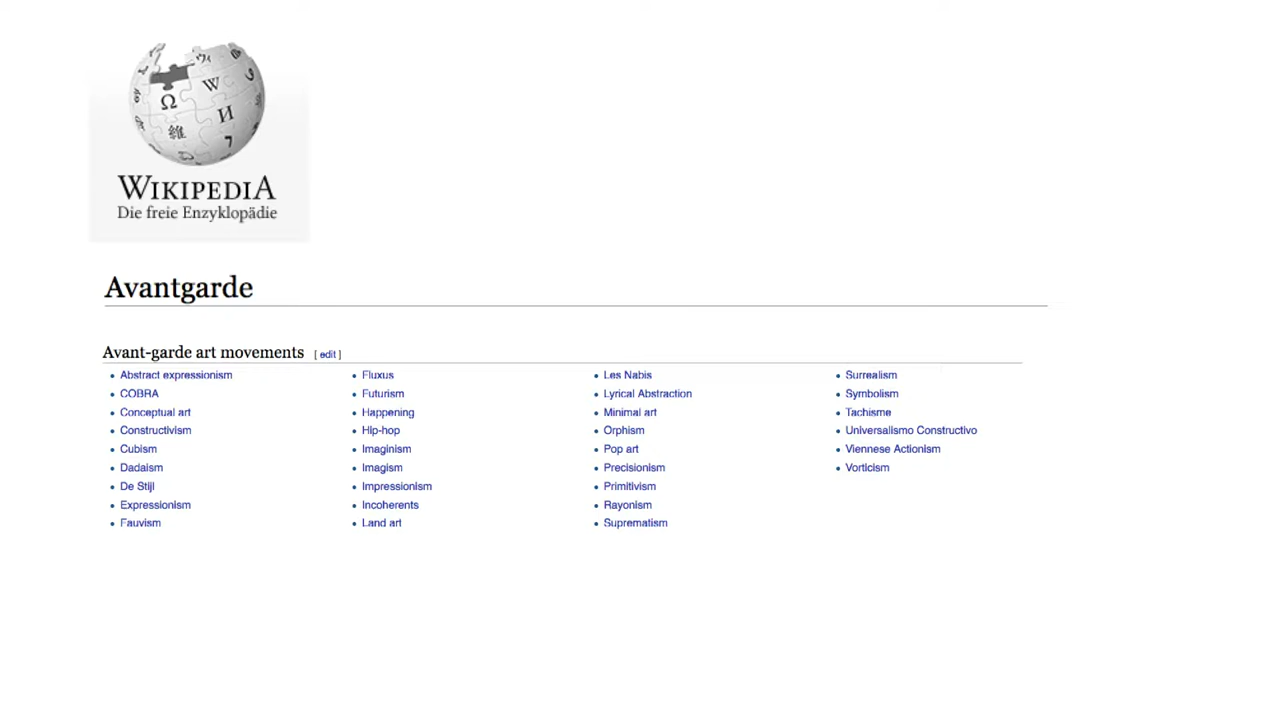 WIKIPEDIA
Die freie Enzyklopädie
Avantgarde
Avant-garde art movements [ edit ]
Abstract expressionism
COBRA
Conceptual art
Constructivism
Cubism
Dadaism
De Stijl
Expressionism
Fauvism
Fluxus
Futurism
Happening
Hip-hop
Imaginism
Imagism
Impressionism
Incoherents
Land art
Les Nabis
Lyrical Abstraction
Minimal art
Orphism
Pop art
Precisionism
Primitivism
Rayonism
Suprematism
Surrealism
Symbolism
Tachisme
Universalismo Constructivo
Viennese Actionism
Vorticism